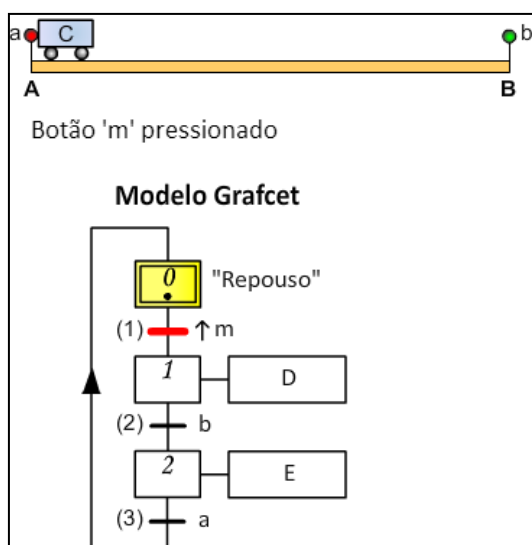 a C b
A B
Botão 'm' pressionado
Modelo Grafcet
0 "Repouso"
(1) ↑m
1 D
(2) b
2 E
(3) a